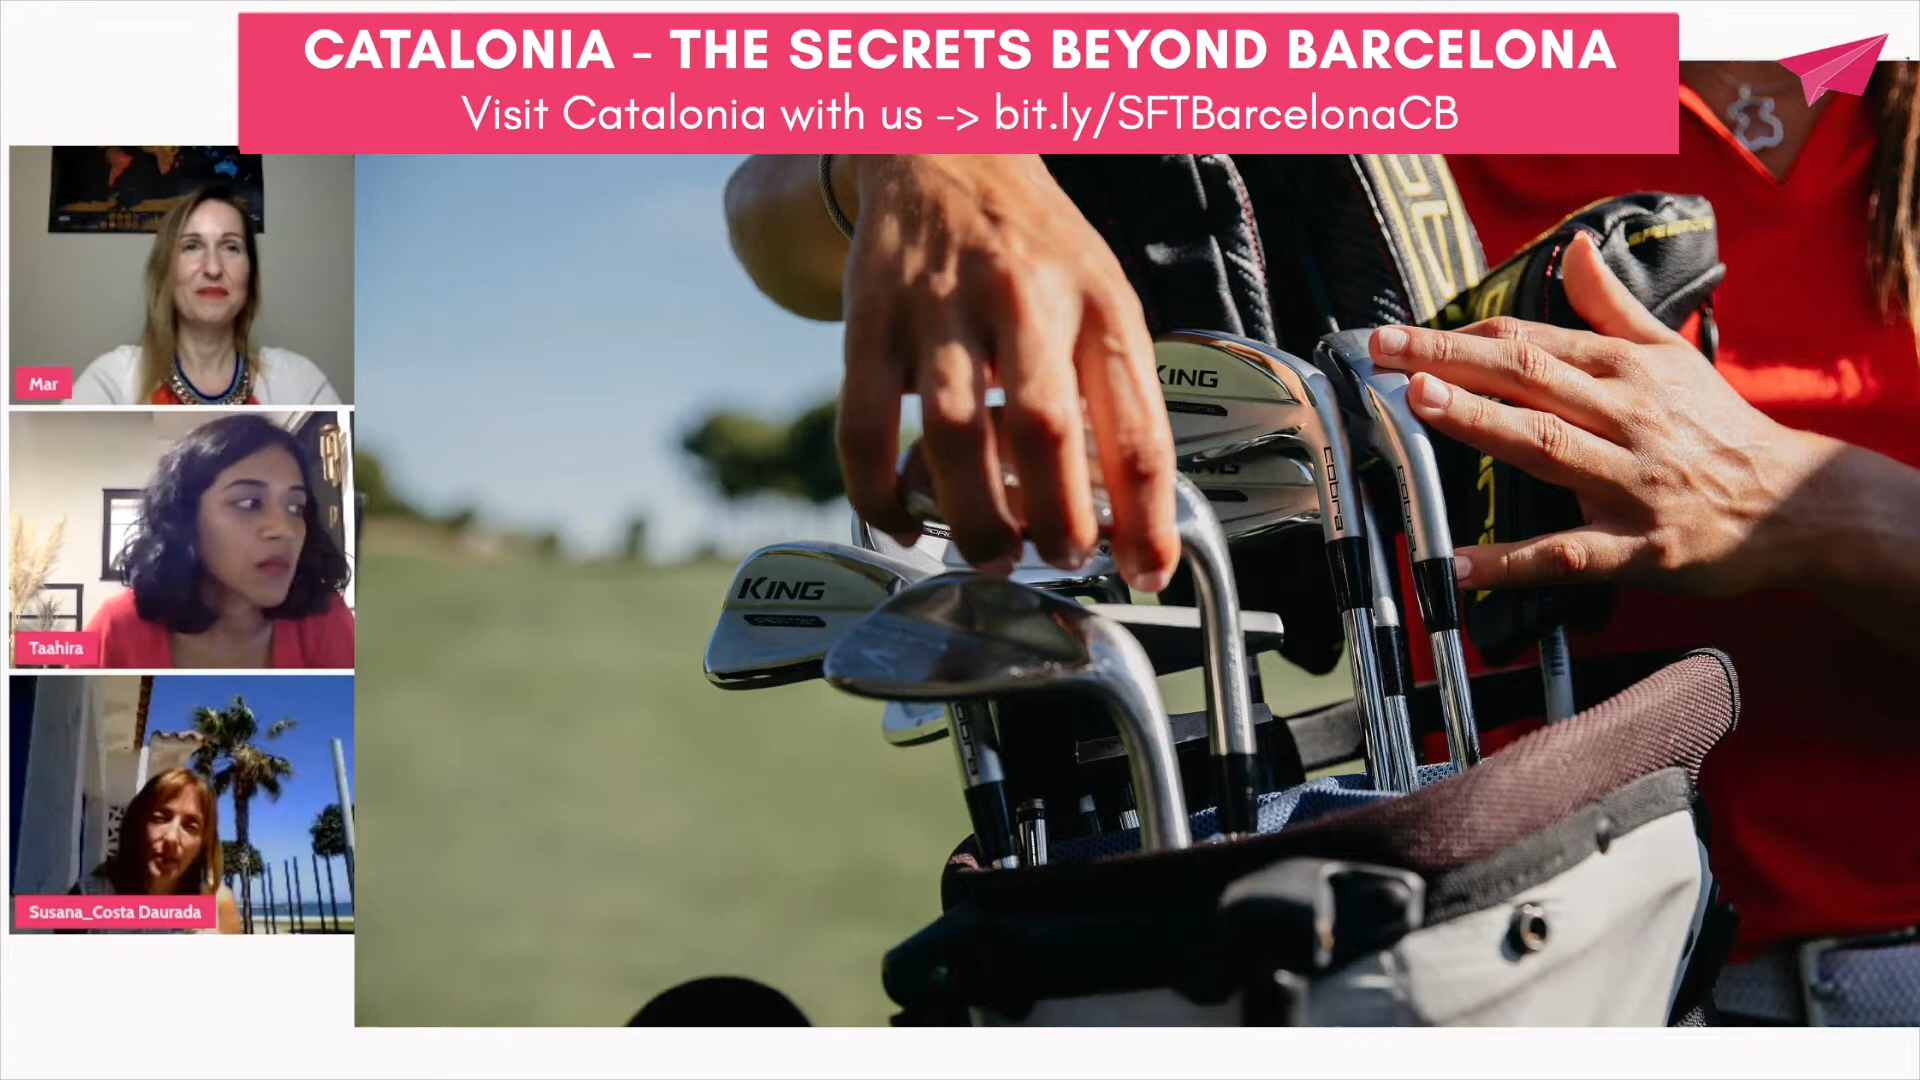 CATALONIA - THE SECRETS BEYOND BARCELONA
Visit Catalonia with us -> bit.ly/SFTBarcelonaCB
Mar
Taahira
Susana_Costa Daurada
KING
KING
cobra
cobra
cobra